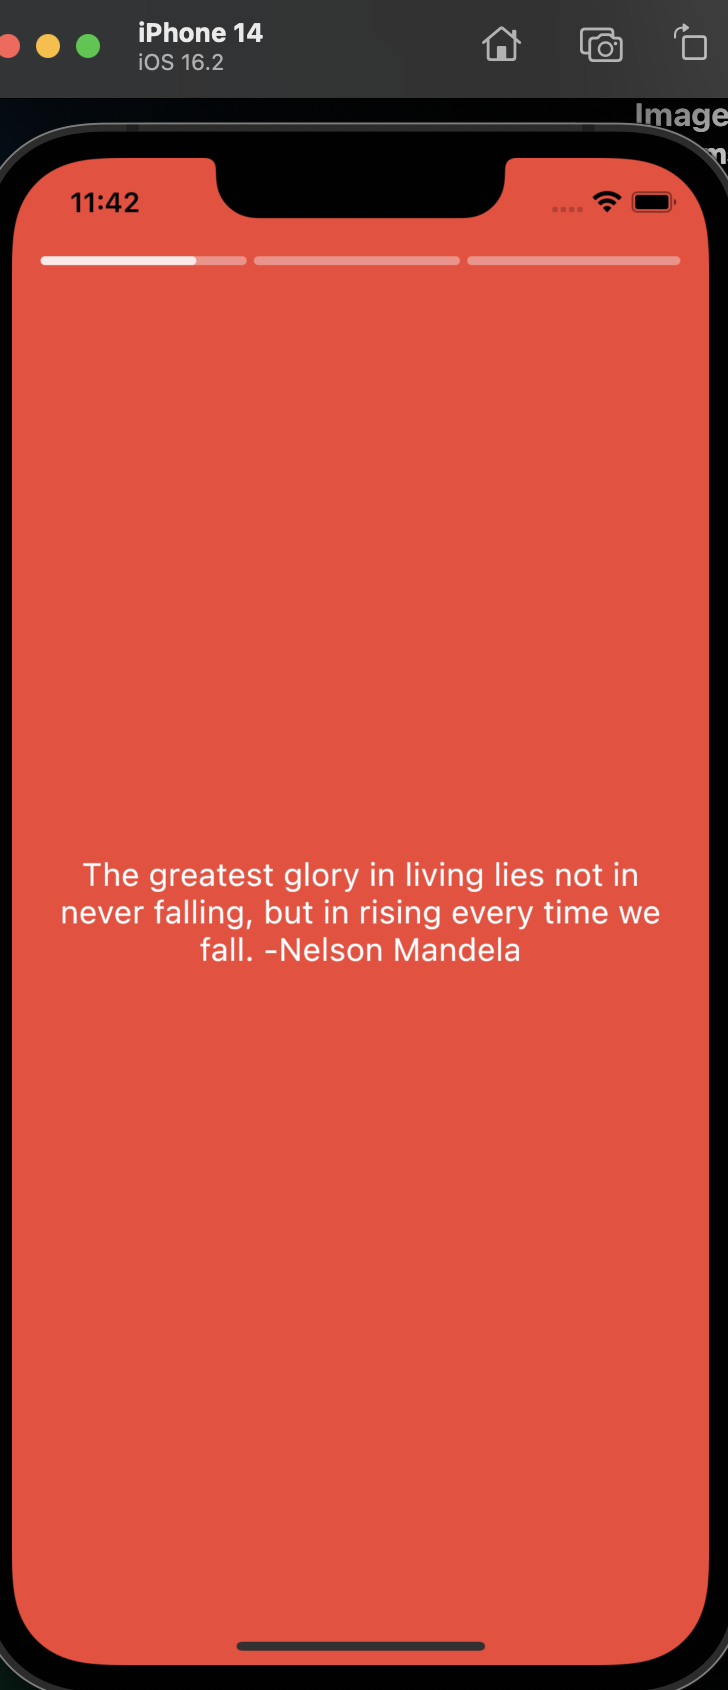 iPhone 14
iOS 16.2
Image
11:42
The greatest glory in living lies not in
never falling, but in rising every time we
fall. -Nelson Mandela